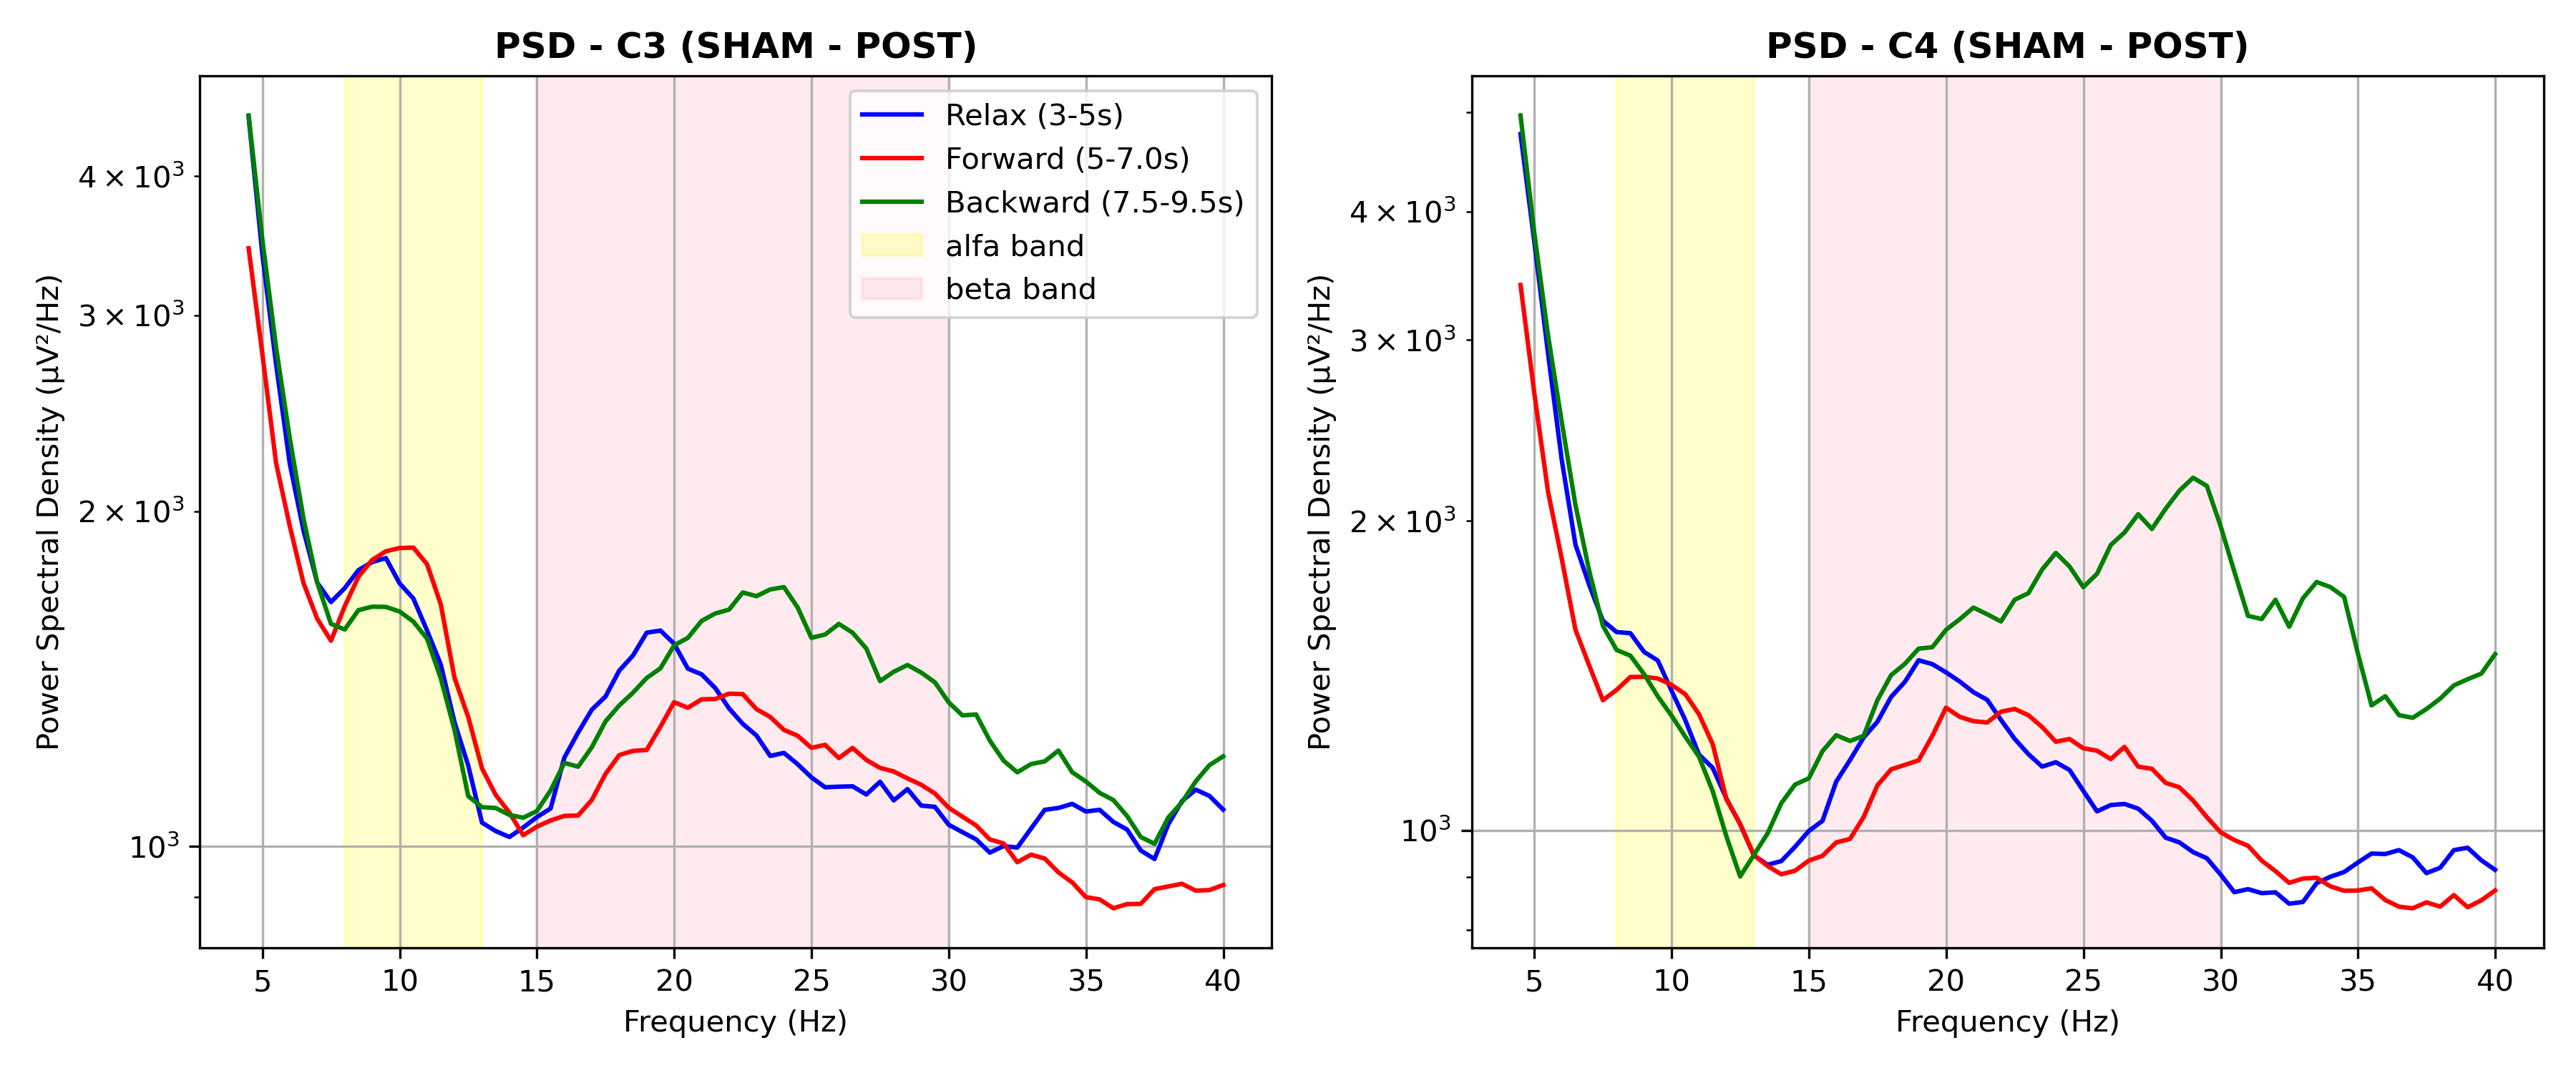 PSD - C3 (SHAM - POST)
Power Spectral Density (µV²/Hz)
4 × 10³
3 × 10³
2 × 10³
10³
Relax (3-5s)
Forward (5-7.0s)
Backward (7.5-9.5s)
alfa band
beta band
5 10 15 20 25 30 35 40
Frequency (Hz)
PSD - C4 (SHAM - POST)
Power Spectral Density (µV²/Hz)
4 × 10³
3 × 10³
2 × 10³
10³
5 10 15 20 25 30 35 40
Frequency (Hz)